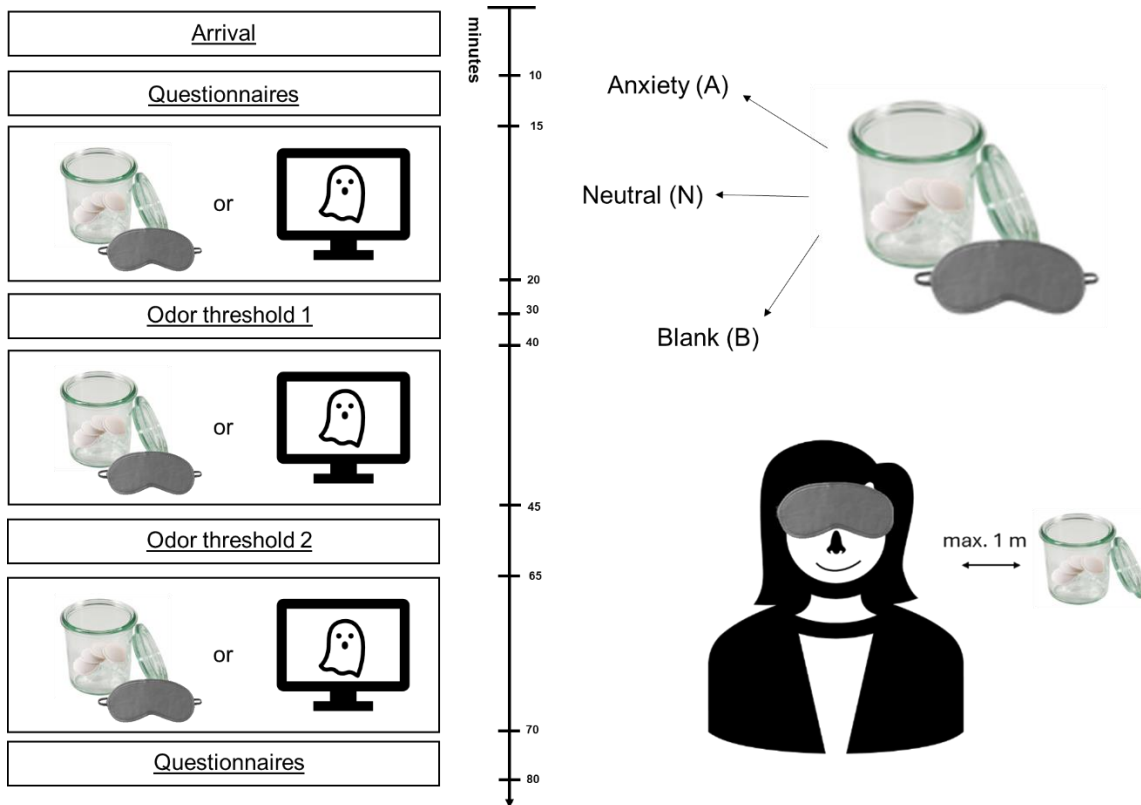 Arrival
Questionnaires
or
Odor threshold 1
or
Odor threshold 2
or
Questionnaires
minutes
10
15
20
30
40
45
65
70
80
Anxiety (A)
Neutral (N)
Blank (B)
max. 1 m